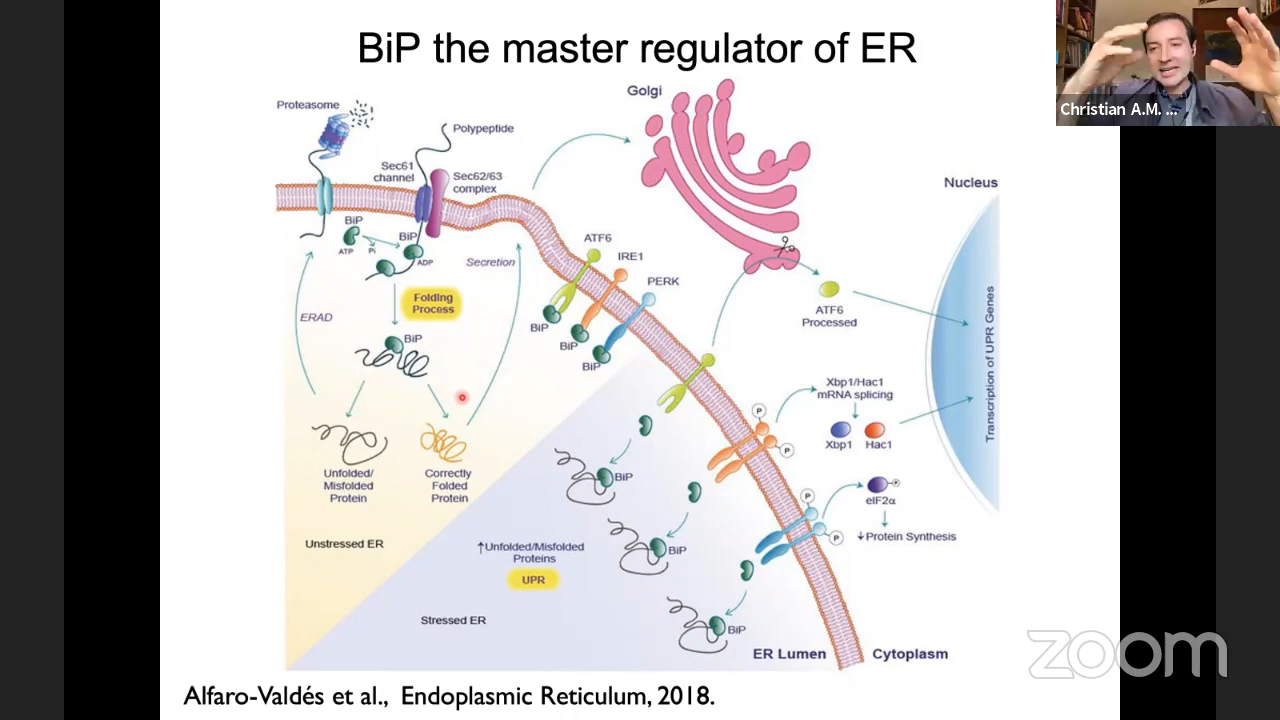 BiP the master regulator of ER
Christian A.M. ...
Proteasome
Polypeptide
Golgi
Sec61
channel
Sec62/63
complex
Nucleus
BiP
ATP
Pi
BiP
ADP
Secretion
ATF6
IRE1
PERK
Folding
Process
ERAD
BiP
BiP
BiP
BiP
ATF6
Processed
Transcription of UPR Genes
Xbp1/Hac1
mRNA splicing
P
P
Xbp1
Hac1
Unfolded/
Misfolded
Protein
Correctly
Folded
Protein
BiP
P
P
eIF2α
P
↓Protein Synthesis
Unstressed ER
↑Unfolded/Misfolded
Proteins
UPR
BiP
Stressed ER
BiP
ER Lumen
Cytoplasm
zoom
Alfaro-Valdés et al., Endoplasmic Reticulum, 2018.